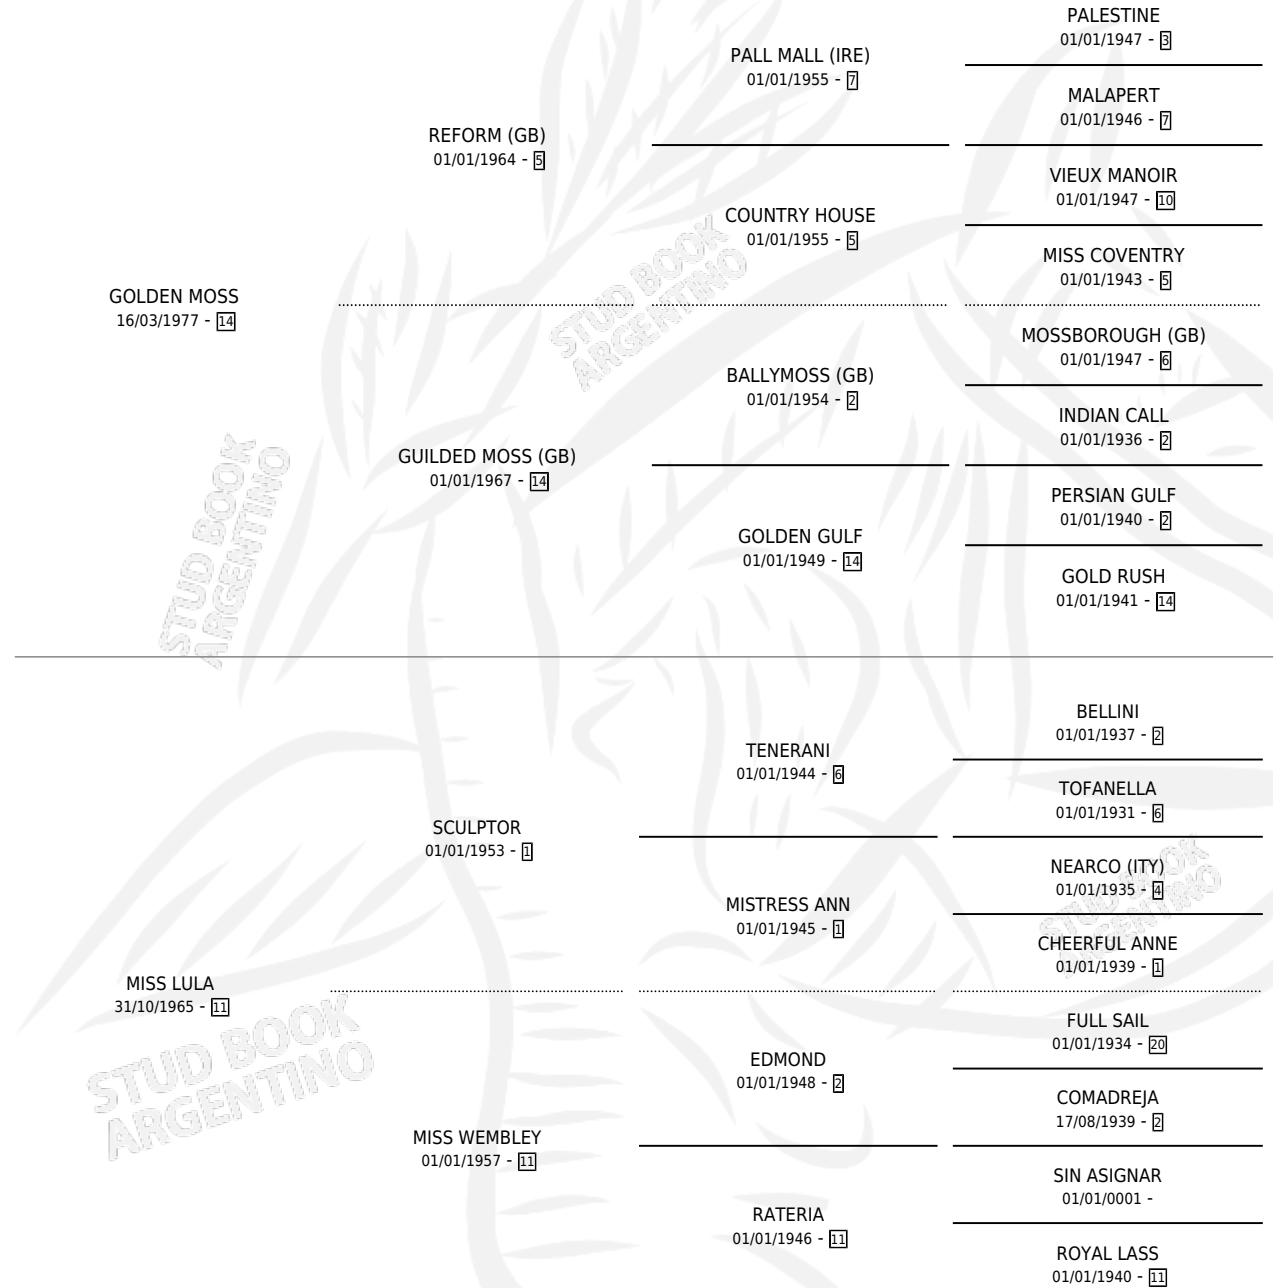 PALESTINE
01/01/1947 - 3
PALL MALL (IRE)
01/01/1955 - 7
MALAPERT
01/01/1946 - 7
REFORM (GB)
01/01/1964 - 5
VIEUX MANOIR
01/01/1947 - 10
COUNTRY HOUSE
01/01/1955 - 5
MISS COVENTRY
01/01/1943 - 5
GOLDEN MOSS
16/03/1977 - 14
MOSSBOROUGH (GB)
01/01/1947 - 6
BALLYMOSS (GB)
01/01/1954 - 2
INDIAN CALL
01/01/1936 - 2
GUILDED MOSS (GB)
01/01/1967 - 14
PERSIAN GULF
01/01/1940 - 2
GOLDEN GULF
01/01/1949 - 14
GOLD RUSH
01/01/1941 - 14
BELLINI
01/01/1937 - 2
TENERANI
01/01/1944 - 6
TOFANELLA
01/01/1931 - 6
SCULPTOR
01/01/1953 - 1
NEARCO (ITY)
01/01/1935 - 4
MISTRESS ANN
01/01/1945 - 1
CHEERFUL ANNE
01/01/1939 - 1
MISS LULA
31/10/1965 - 11
FULL SAIL
01/01/1934 - 20
EDMOND
01/01/1948 - 2
COMADREJA
17/08/1939 - 2
MISS WEMBLEY
01/01/1957 - 11
SIN ASIGNAR
01/01/0001 -
RATERIA
01/01/1946 - 11
ROYAL LASS
01/01/1940 - 11
STUD BOOK
ARGENTINO
STUD BOOK
ARGENTINO
STUD BOOK
ARGENTINO
STUD BOOK
ARGENTINO